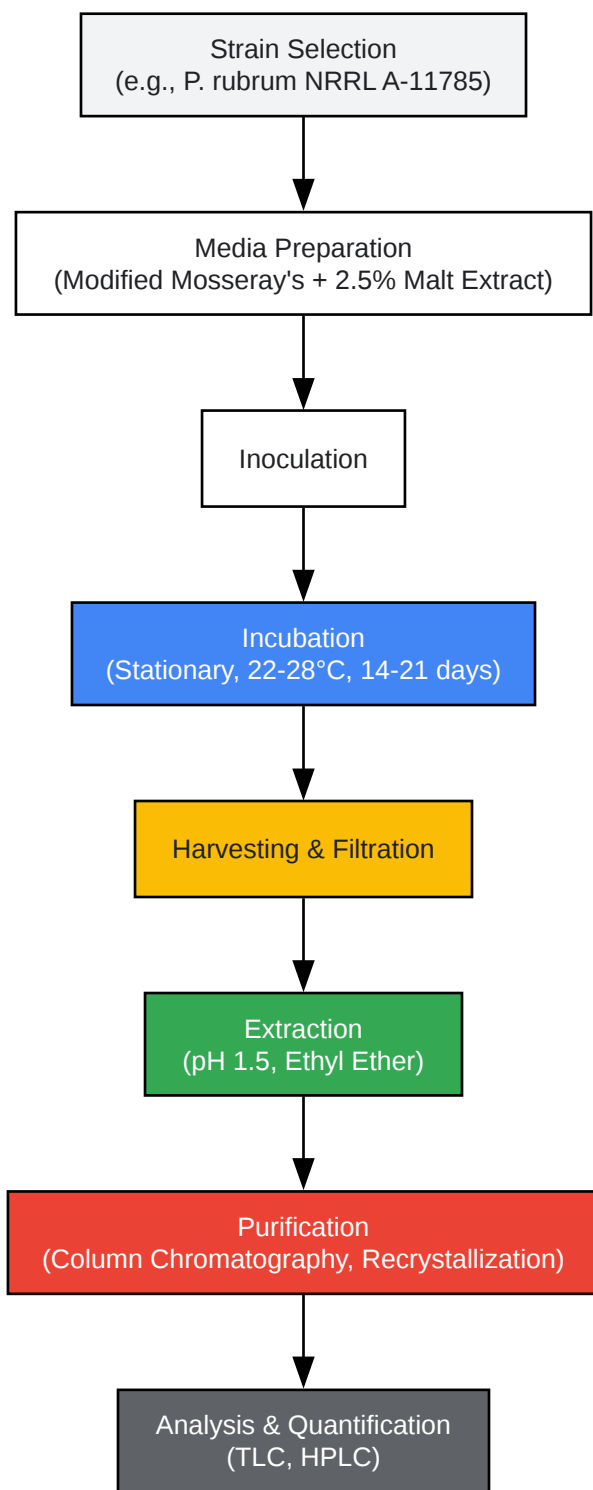 Strain Selection
(e.g., P. rubrum NRRL A-11785)
Media Preparation
(Modified Mosseray's + 2.5% Malt Extract)
Inoculation
Incubation
(Stationary, 22-28°C, 14-21 days)
Harvesting & Filtration
Extraction
(pH 1.5, Ethyl Ether)
Purification
(Column Chromatography, Recrystallization)
Analysis & Quantification
(TLC, HPLC)